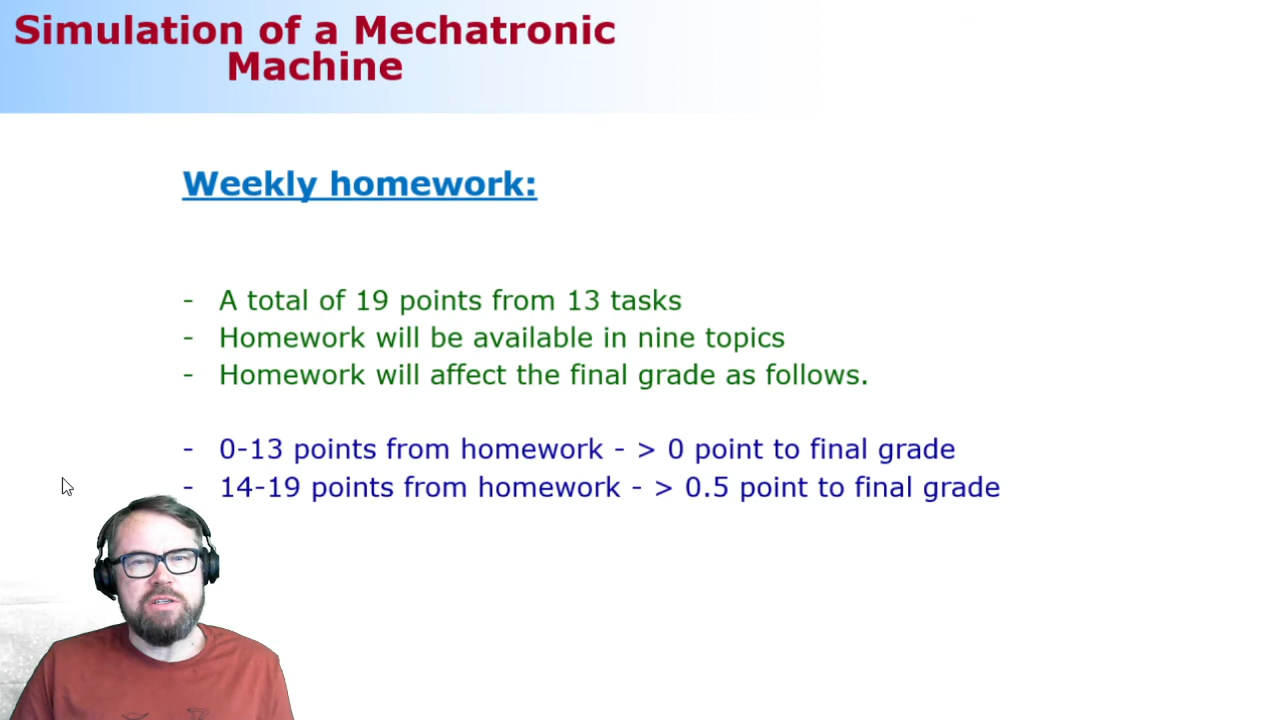 Simulation of a Mechatronic
Machine
Weekly homework:
- A total of 19 points from 13 tasks
- Homework will be available in nine topics
- Homework will affect the final grade as follows.
- 0-13 points from homework - > 0 point to final grade
- 14-19 points from homework - > 0.5 point to final grade